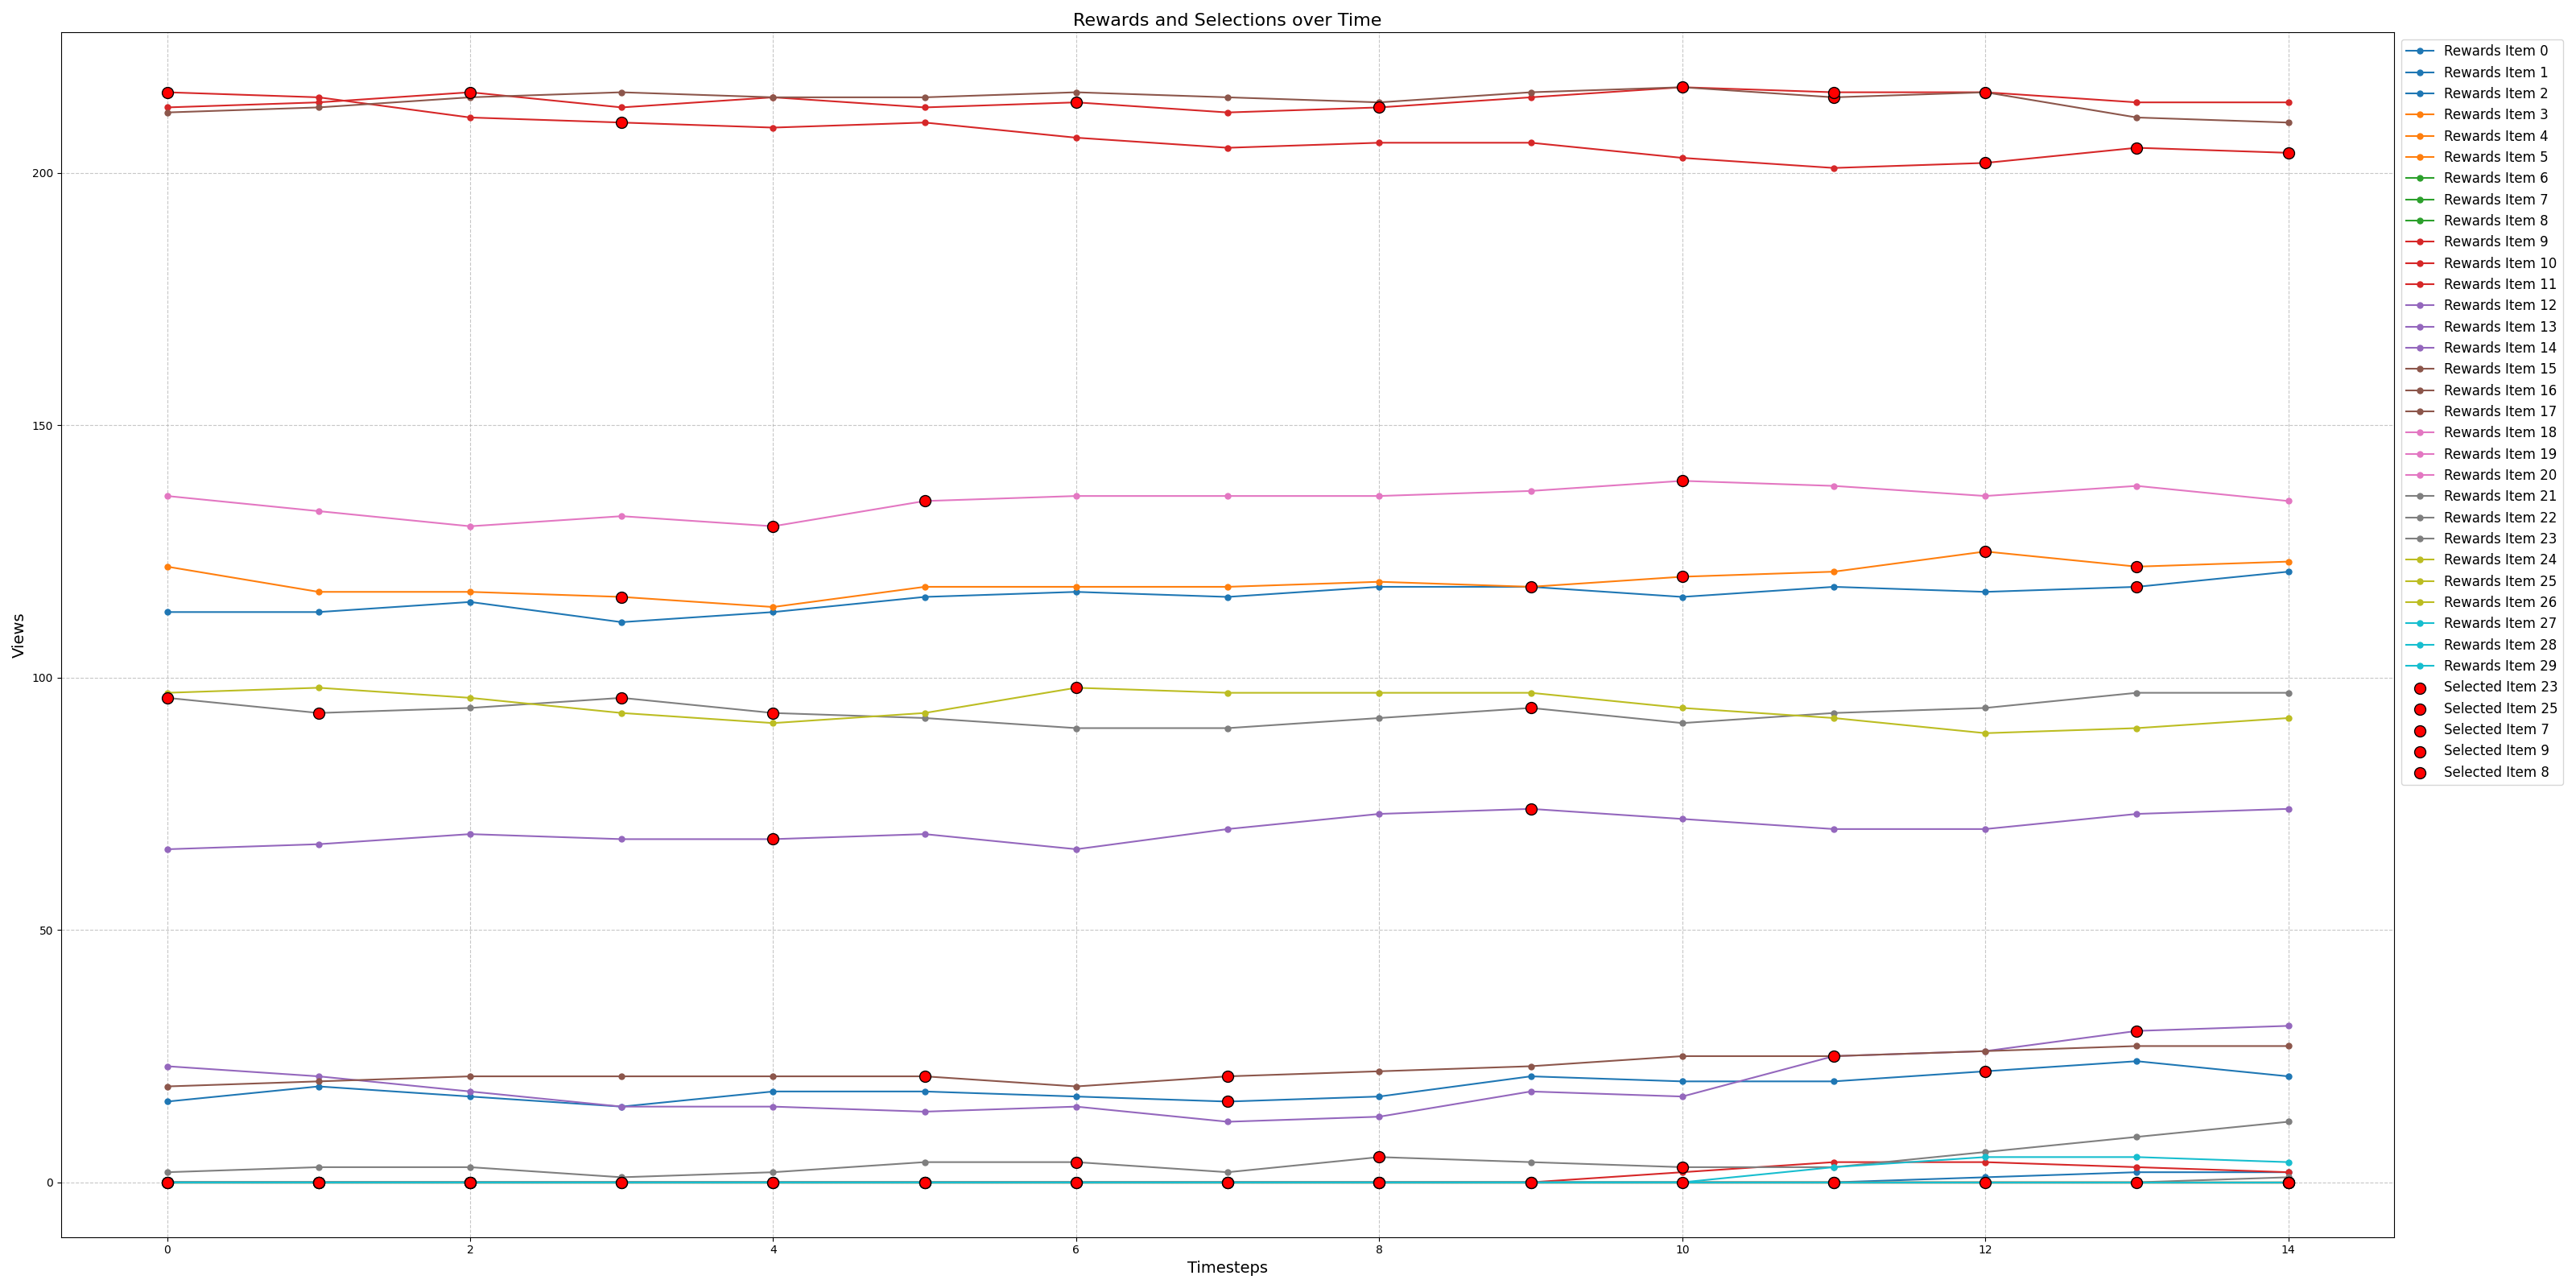 Rewards and Selections over Time
Views
200
150
100
50
0
0
2
4
6
8
10
12
14
Timesteps
Rewards Item 0
Rewards Item 1
Rewards Item 2
Rewards Item 3
Rewards Item 4
Rewards Item 5
Rewards Item 6
Rewards Item 7
Rewards Item 8
Rewards Item 9
Rewards Item 10
Rewards Item 11
Rewards Item 12
Rewards Item 13
Rewards Item 14
Rewards Item 15
Rewards Item 16
Rewards Item 17
Rewards Item 18
Rewards Item 19
Rewards Item 20
Rewards Item 21
Rewards Item 22
Rewards Item 23
Rewards Item 24
Rewards Item 25
Rewards Item 26
Rewards Item 27
Rewards Item 28
Rewards Item 29
Selected Item 23
Selected Item 25
Selected Item 7
Selected Item 9
Selected Item 8